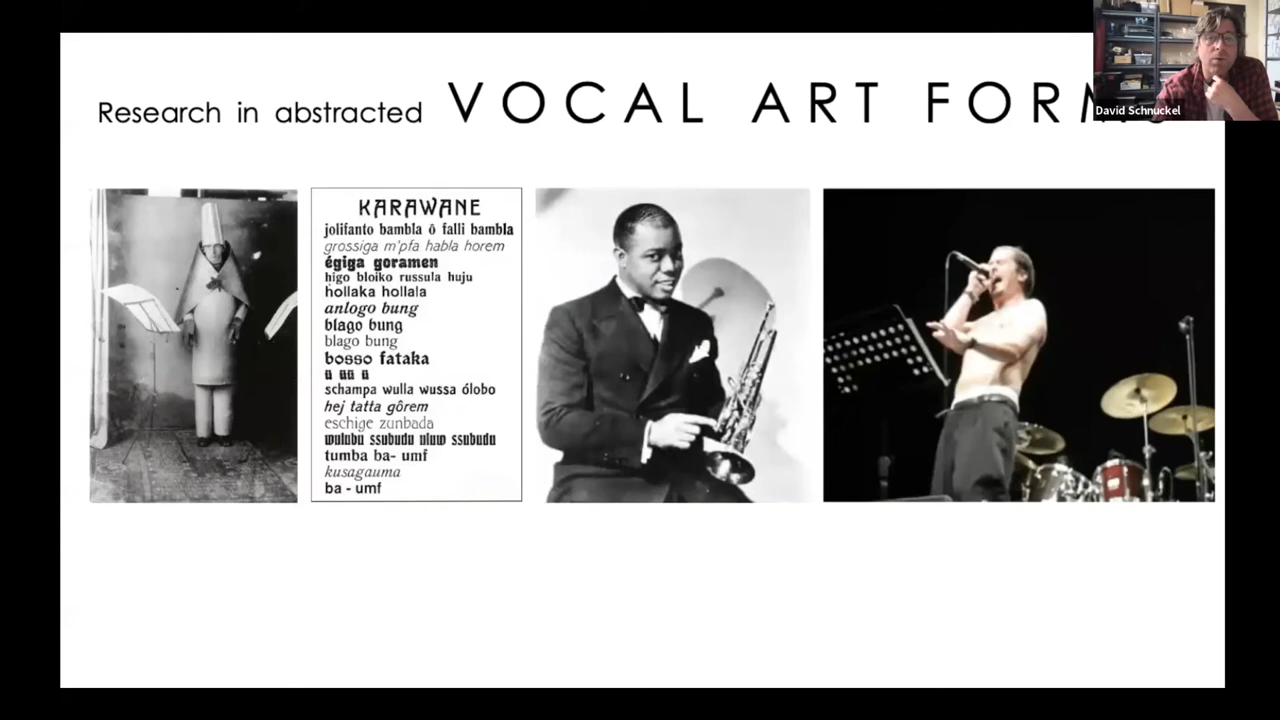 Research in abstracted VOCAL ART FORM
David Schnuckel
KARAWANE
jolifanto bambla ô falli bambla
grossiga m'pfa habla horem
égiga goramen
higo bloiko russula huju
hollaka hollala
anlogo bung
blago bung
blago bung
bosso fataka
ü üü ü
schampa wulla wussa ólobo
hej tatta gôrem
eschige zunbada
wulubu ssubudu uluw ssubudu
tumba ba- umf
kusagauma
ba - umf